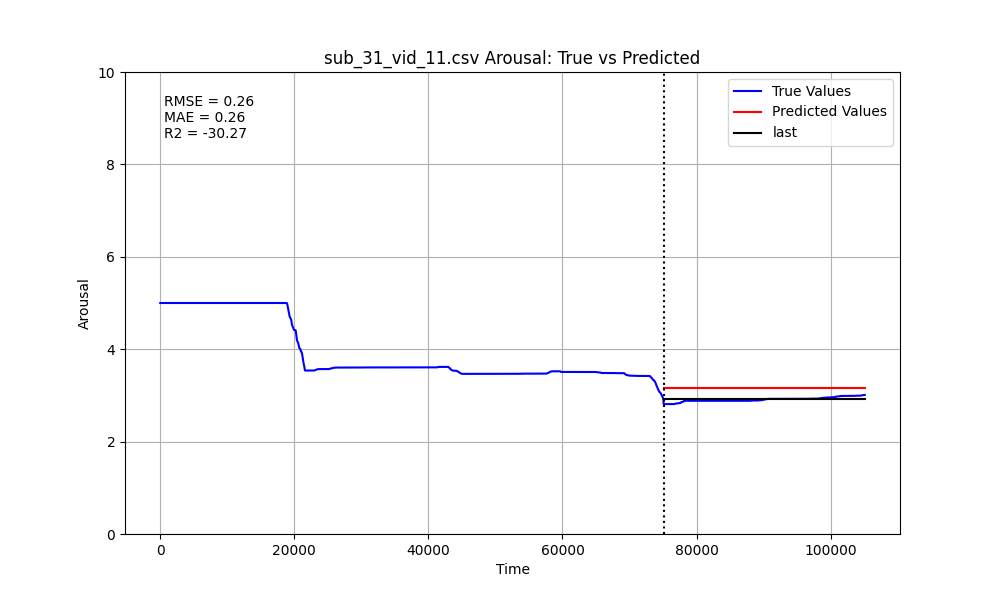 sub_31_vid_11.csv Arousal: True vs Predicted
RMSE = 0.26
MAE = 0.26
R2 = -30.27
True Values
Predicted Values
last
Arousal
10
8
6
4
2
0
0 20000 40000 60000 80000 100000
Time